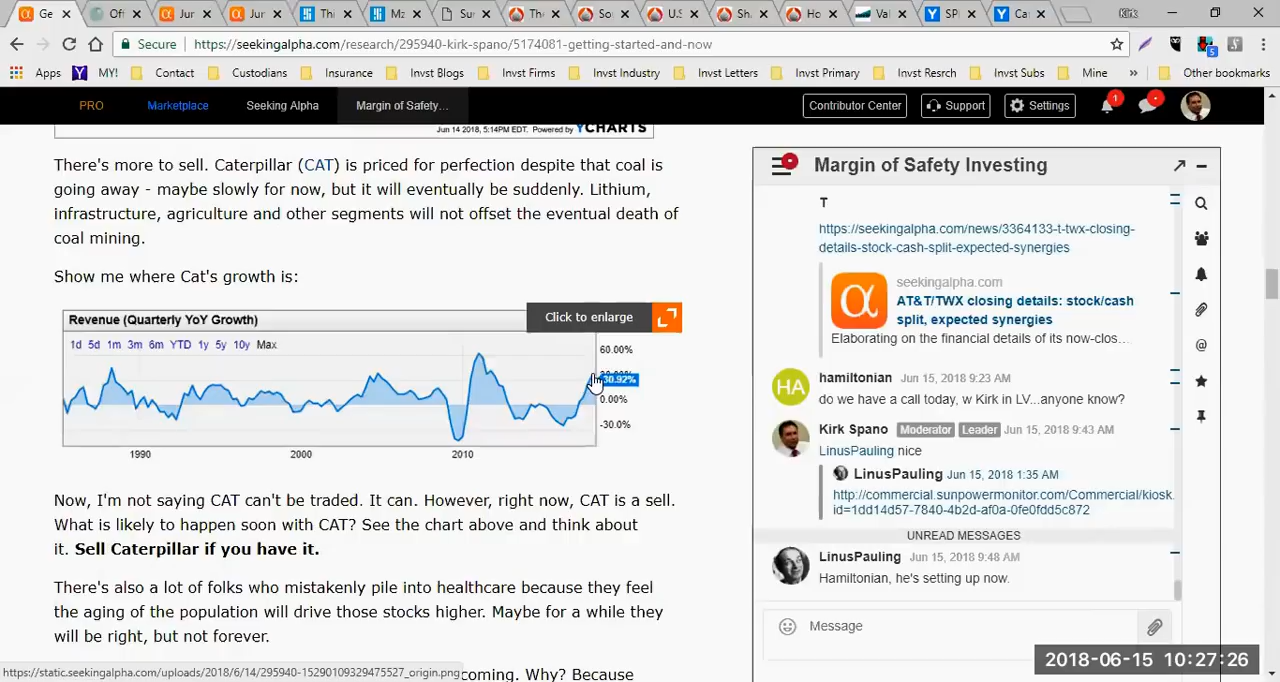 Ge
Off
Jur
Jur
Thi
Ma
Su
The
So
U.S
Sh
Ho
Val
SPI
Ca
Kirk
Secure
https://seekingalpha.com/research/295940-kirk-spano/5174081-getting-started-and-now
Apps
MY!
Contact
Custodians
Insurance
Invst Blogs
Invst Firms
Invst Industry
Invst Letters
Invst Primary
Invst Resrch
Invst Subs
Mine
»
Other bookmarks
PRO
Marketplace
Seeking Alpha
Margin of Safety...
Contributor Center
Support
Settings
1
Jun 14 2018, 5:14PM EDT. Powered by YCHARTS
There's more to sell. Caterpillar (CAT) is priced for perfection despite that coal is
going away - maybe slowly for now, but it will eventually be suddenly. Lithium,
infrastructure, agriculture and other segments will not offset the eventual death of
coal mining.
Show me where Cat's growth is:
Click to enlarge
Revenue (Quarterly YoY Growth)
1d 5d 1m 3m 6m YTD 1y 5y 10y Max
60.00%
30.92%
0.00%
-30.0%
1990
2000
2010
Now, I'm not saying CAT can't be traded. It can. However, right now, CAT is a sell.
What is likely to happen soon with CAT? See the chart above and think about
it. Sell Caterpillar if you have it.
There's also a lot of folks who mistakenly pile into healthcare because they feel
the aging of the population will drive those stocks higher. Maybe for a while they
will be right, but not forever.
coming. Why? Because
https://static.seekingalpha.com/uploads/2018/6/14/295940-15290109329475527_origin.png
Margin of Safety Investing
T
https://seekingalpha.com/news/3364133-t-twx-closing-
details-stock-cash-split-expected-synergies
seekingalpha.com
AT&T/TWX closing details: stock/cash
split, expected synergies
Elaborating on the financial details of its now-clos...
HA
hamiltonian Jun 15, 2018 9:23 AM
do we have a call today, w Kirk in LV...anyone know?
Kirk Spano Moderator Leader Jun 15, 2018 9:43 AM
LinusPauling nice
LinusPauling Jun 15, 2018 1:35 AM
http://commercial.sunpowermonitor.com/Commercial/kiosk.
id=1dd14d57-7840-4b2d-af0a-0fe0fdd5c872
UNREAD MESSAGES
LinusPauling Jun 15, 2018 9:48 AM
Hamiltonian, he's setting up now.
Message
2018-06-15 10:27:26